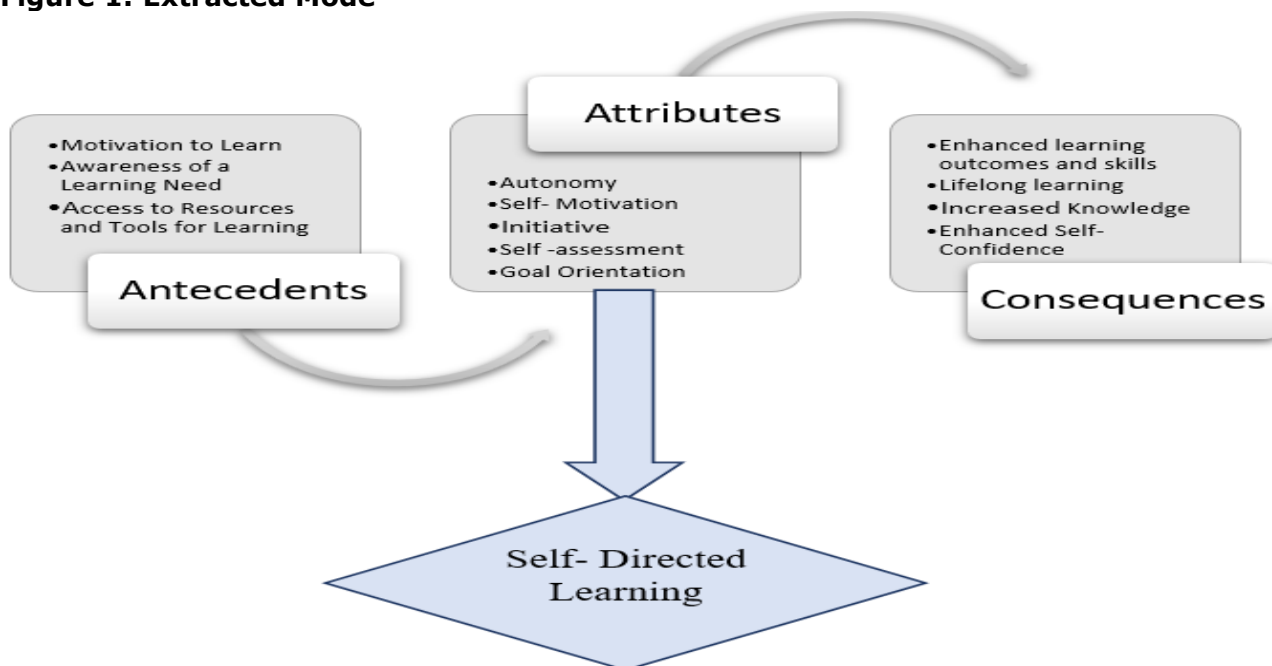 Figure 1: Extracted Mode
Attributes
•Motivation to Learn
•Awareness of a
Learning Need
•Access to Resources
and Tools for Learning
Antecedents
•Autonomy
•Self- Motivation
•Initiative
•Self -assessment
•Goal Orientation
•Enhanced learning
outcomes and skills
•Lifelong learning
•Increased Knowledge
•Enhanced Self-
Confidence
Consequences
Self- Directed
Learning